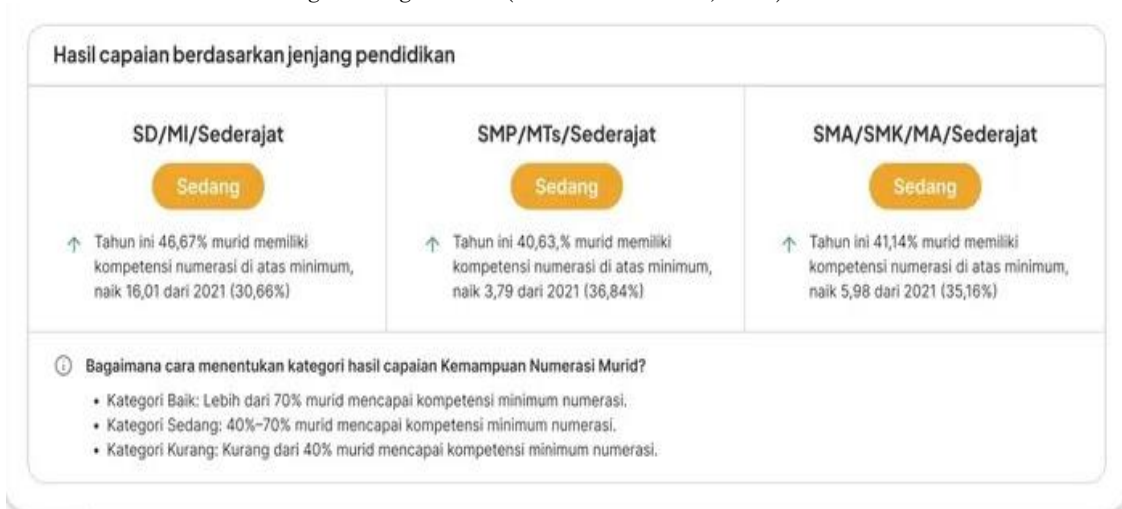 Hasil capaian berdasarkan jenjang pendidikan
SD/MI/Sederajat
Sedang
Tahun ini 46,67% murid memiliki
kompetensi numerasi di atas minimum,
naik 16,01 dari 2021 (30,66%)
SMP/MTs/Sederajat
Sedang
Tahun ini 40,63,% murid memiliki
kompetensi numerasi di atas minimum,
naik 3,79 dari 2021 (36,84%)
SMA/SMK/MA/Sederajat
Sedang
Tahun ini 41,14% murid memiliki
kompetensi numerasi di atas minimum,
naik 5,98 dari 2021 (35,16%)
Bagaimana cara menentukan kategori hasil capaian Kemampuan Numerasi Murid?
• Kategori Baik: Lebih dari 70% murid mencapai kompetensi minimum numerasi.
• Kategori Sedang: 40%–70% murid mencapai kompetensi minimum numerasi.
• Kategori Kurang: Kurang dari 40% murid mencapai kompetensi minimum numerasi.